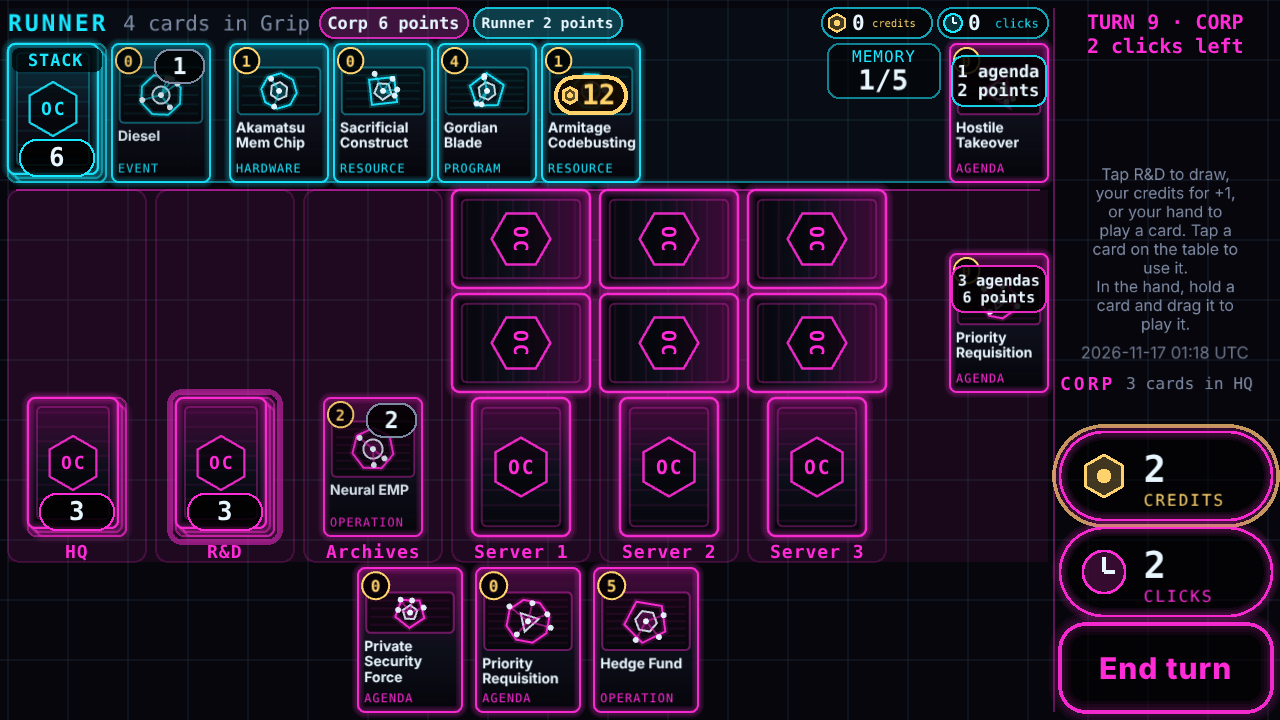 RUNNER 4 cards in Grip Corp 6 points Runner 2 points 0 credits 0 clicks
STACK
OC
6
0 1
Diesel
EVENT
1
Akamatsu
Mem Chip
HARDWARE
0
Sacrificial
Construct
RESOURCE
4
Gordian
Blade
PROGRAM
1
12
Armitage
Codebusting
RESOURCE
MEMORY
1/5
1 agenda
2 points
Hostile
Takeover
AGENDA
TURN 9 · CORP
2 clicks left
Tap R&D to draw,
your credits for +1,
or your hand to
play a card. Tap a
card on the table to
use it.
In the hand, hold a
card and drag it to
play it.
2026-11-17 01:18 UTC
OC OC OC
OC OC OC
3 agendas
6 points
Priority
Requisition
AGENDA
CORP 3 cards in HQ
OC
3
HQ
OC
3
R&D
2 2
Neural EMP
OPERATION
Archives
OC
Server 1
OC
Server 2
OC
Server 3
2
CREDITS
2
CLICKS
End turn
0
Private
Security
Force
AGENDA
0
Priority
Requisition
AGENDA
5
Hedge Fund
OPERATION